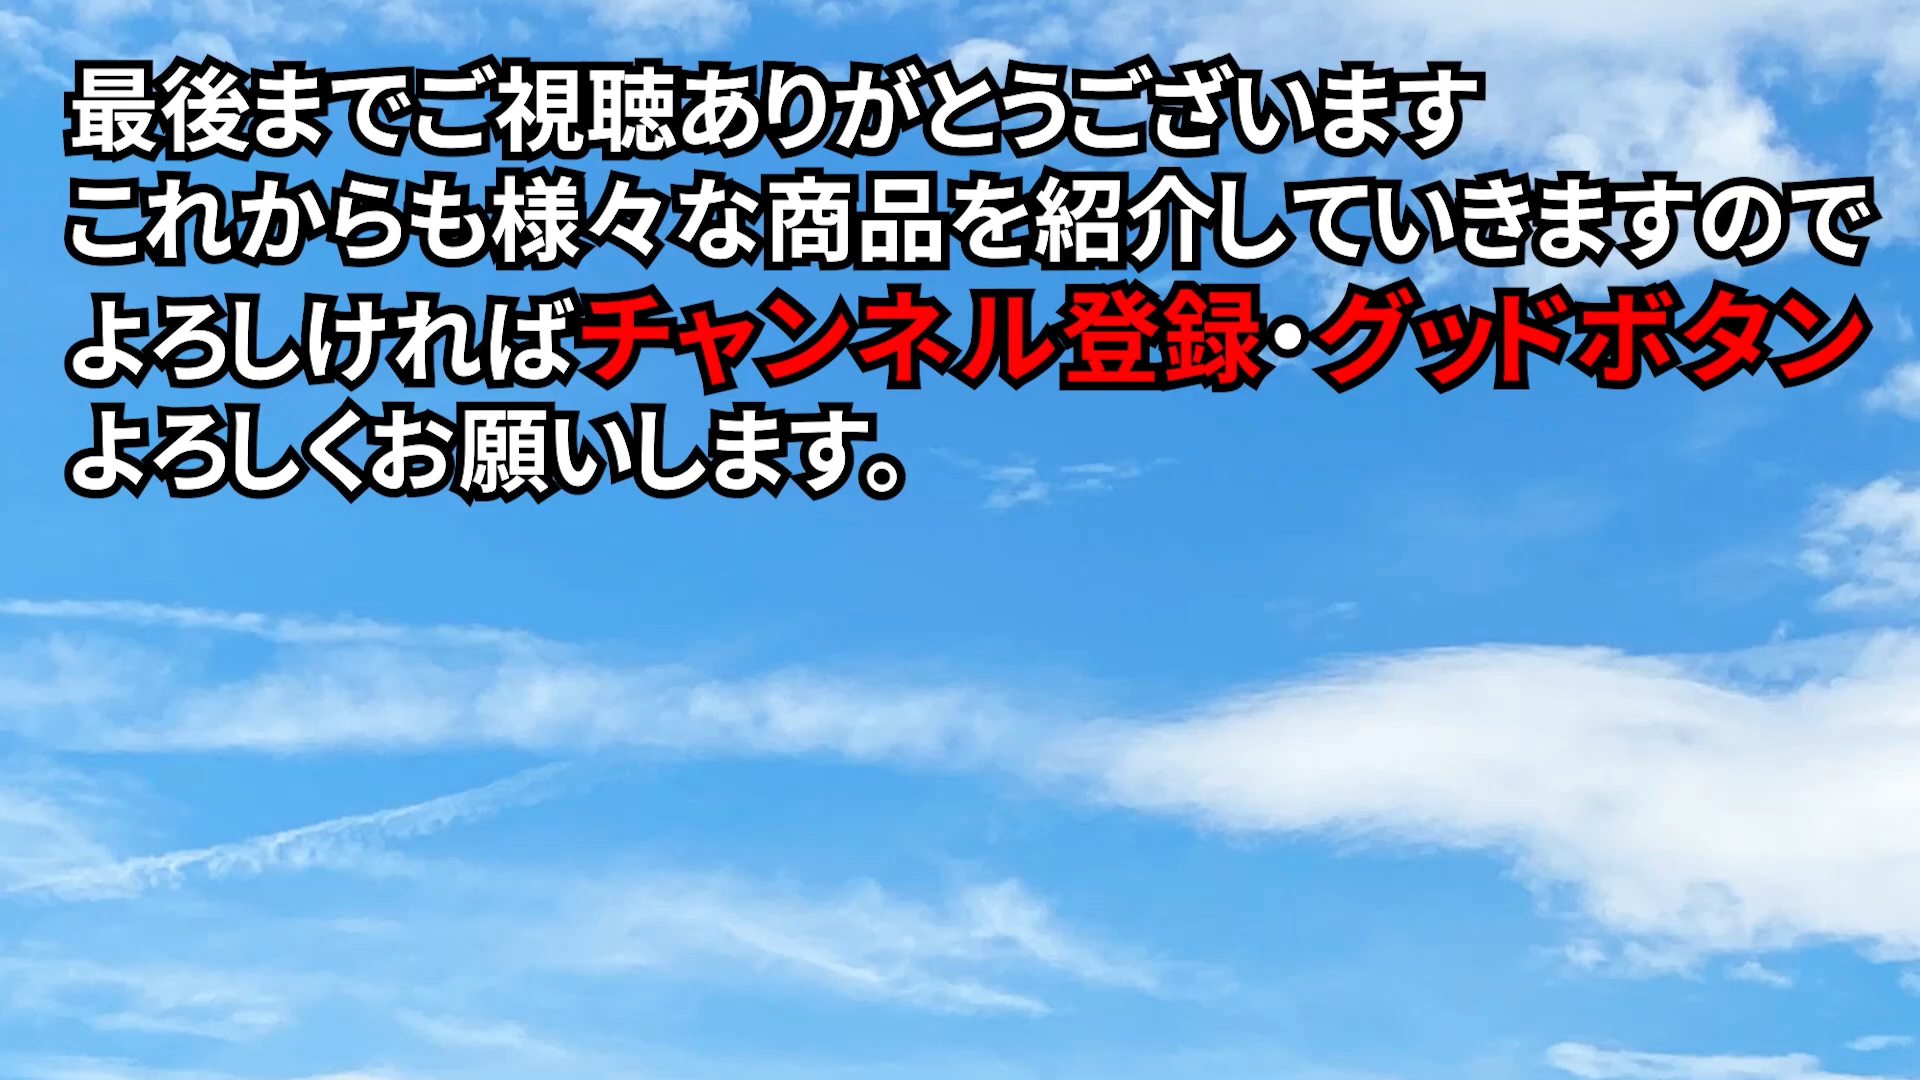 最後までご視聴ありがとうございます
これからも様々な商品を紹介していきますので
よろしければチャンネル登録・グッドボタン
よろしくお願いします。